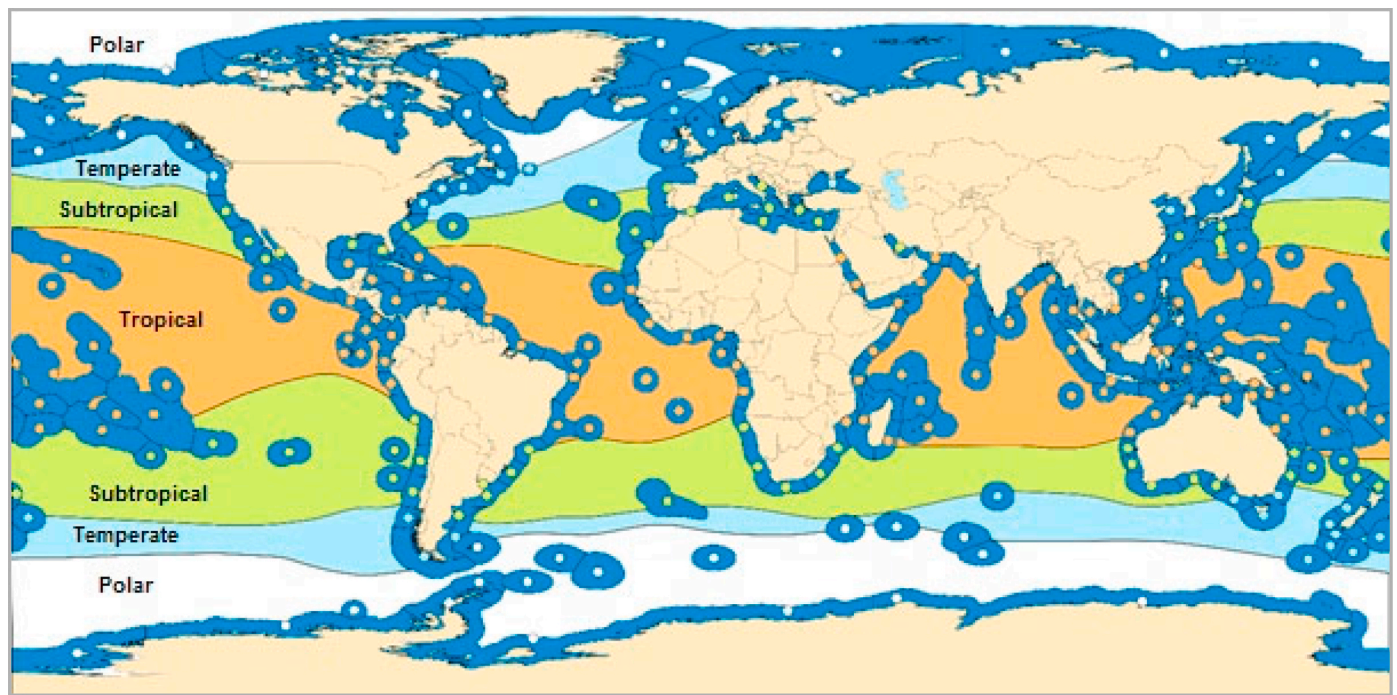 Polar
Temperate
Subtropical
Tropical
Subtropical
Temperate
Polar